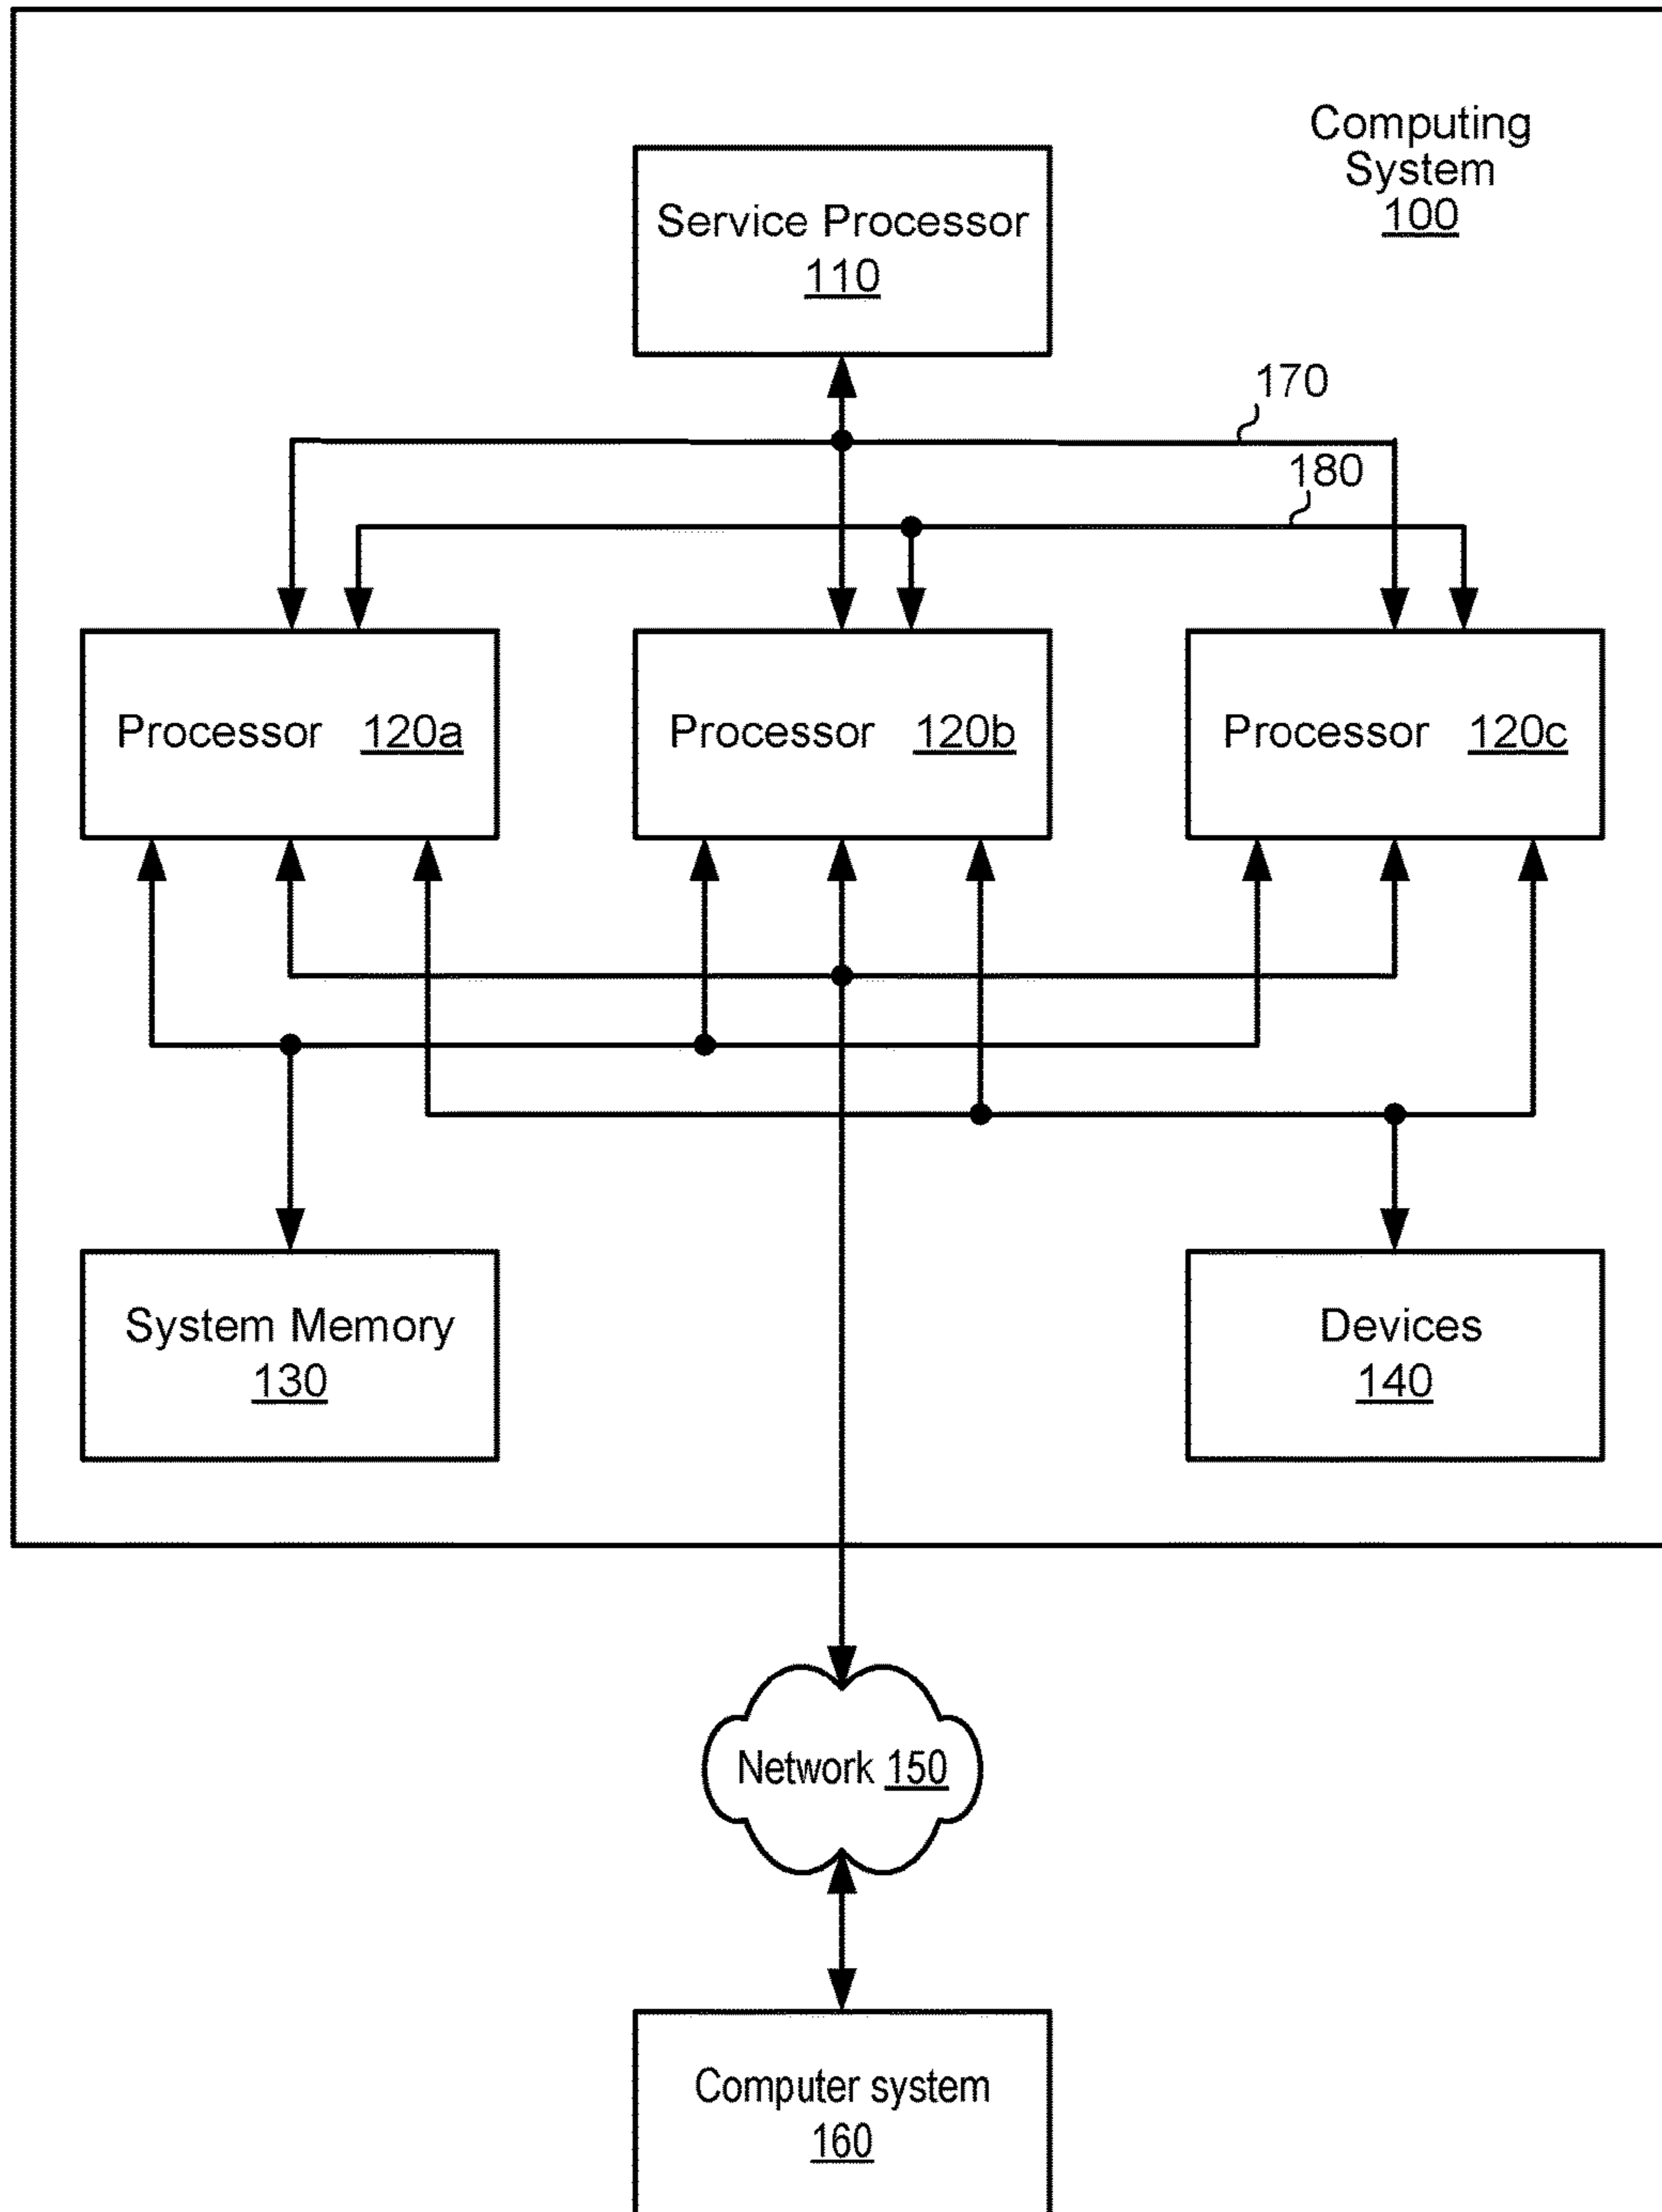 Computing
System
100
Service Processor
110
170
180
Processor 120a
Processor 120b
Processor 120c
System Memory
130
Devices
140
Network 150
Computer system
160